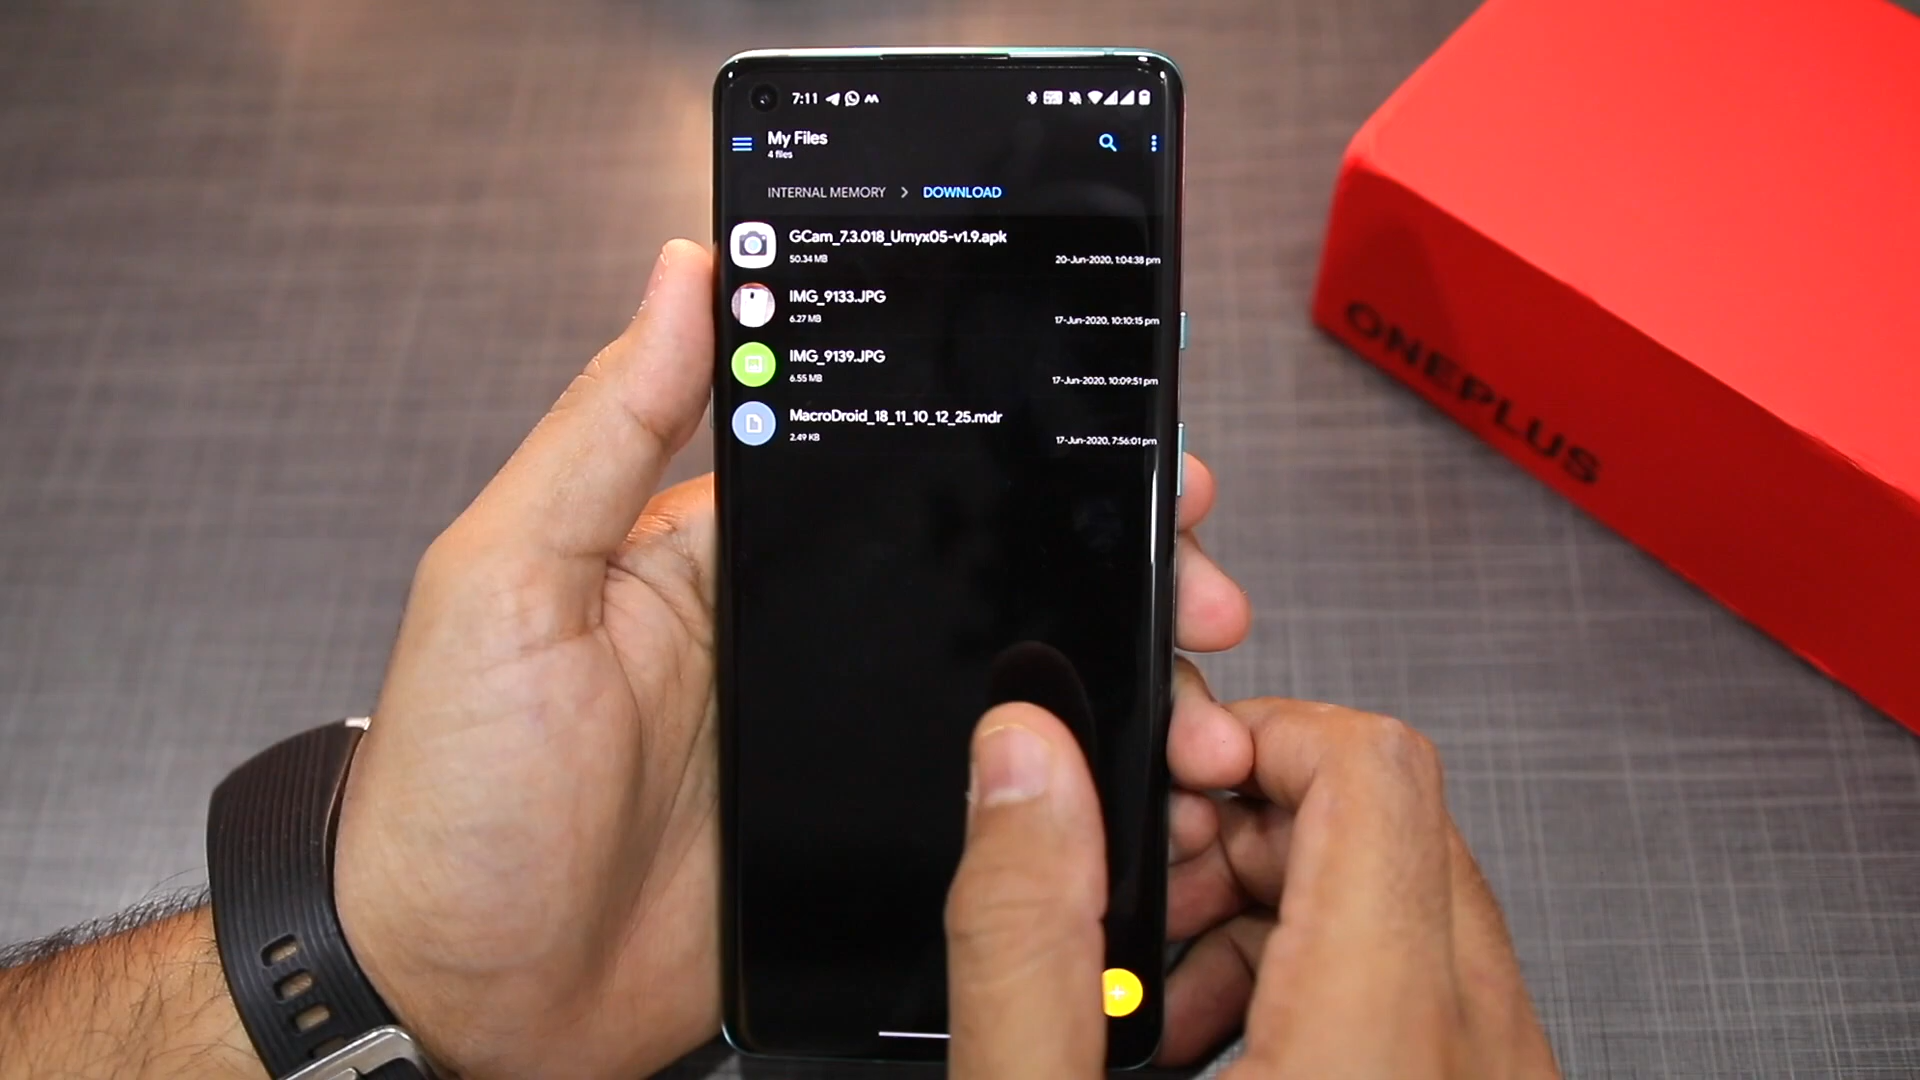 7:11
My Files
4 files
INTERNAL MEMORY > DOWNLOAD
GCam_7.3.018_Urnyx05-v1.9.apk
50.34 MB
20-Jun-2020, 1:04:38 pm
IMG_9133.JPG
6.27 MB
17-Jun-2020, 10:10:15 pm
IMG_9139.JPG
6.55 MB
17-Jun-2020, 10:09:51 pm
MacroDroid_18_11_10_12_25.mdr
2.49 KB
17-Jun-2020, 7:56:01 pm
ONEPLUS